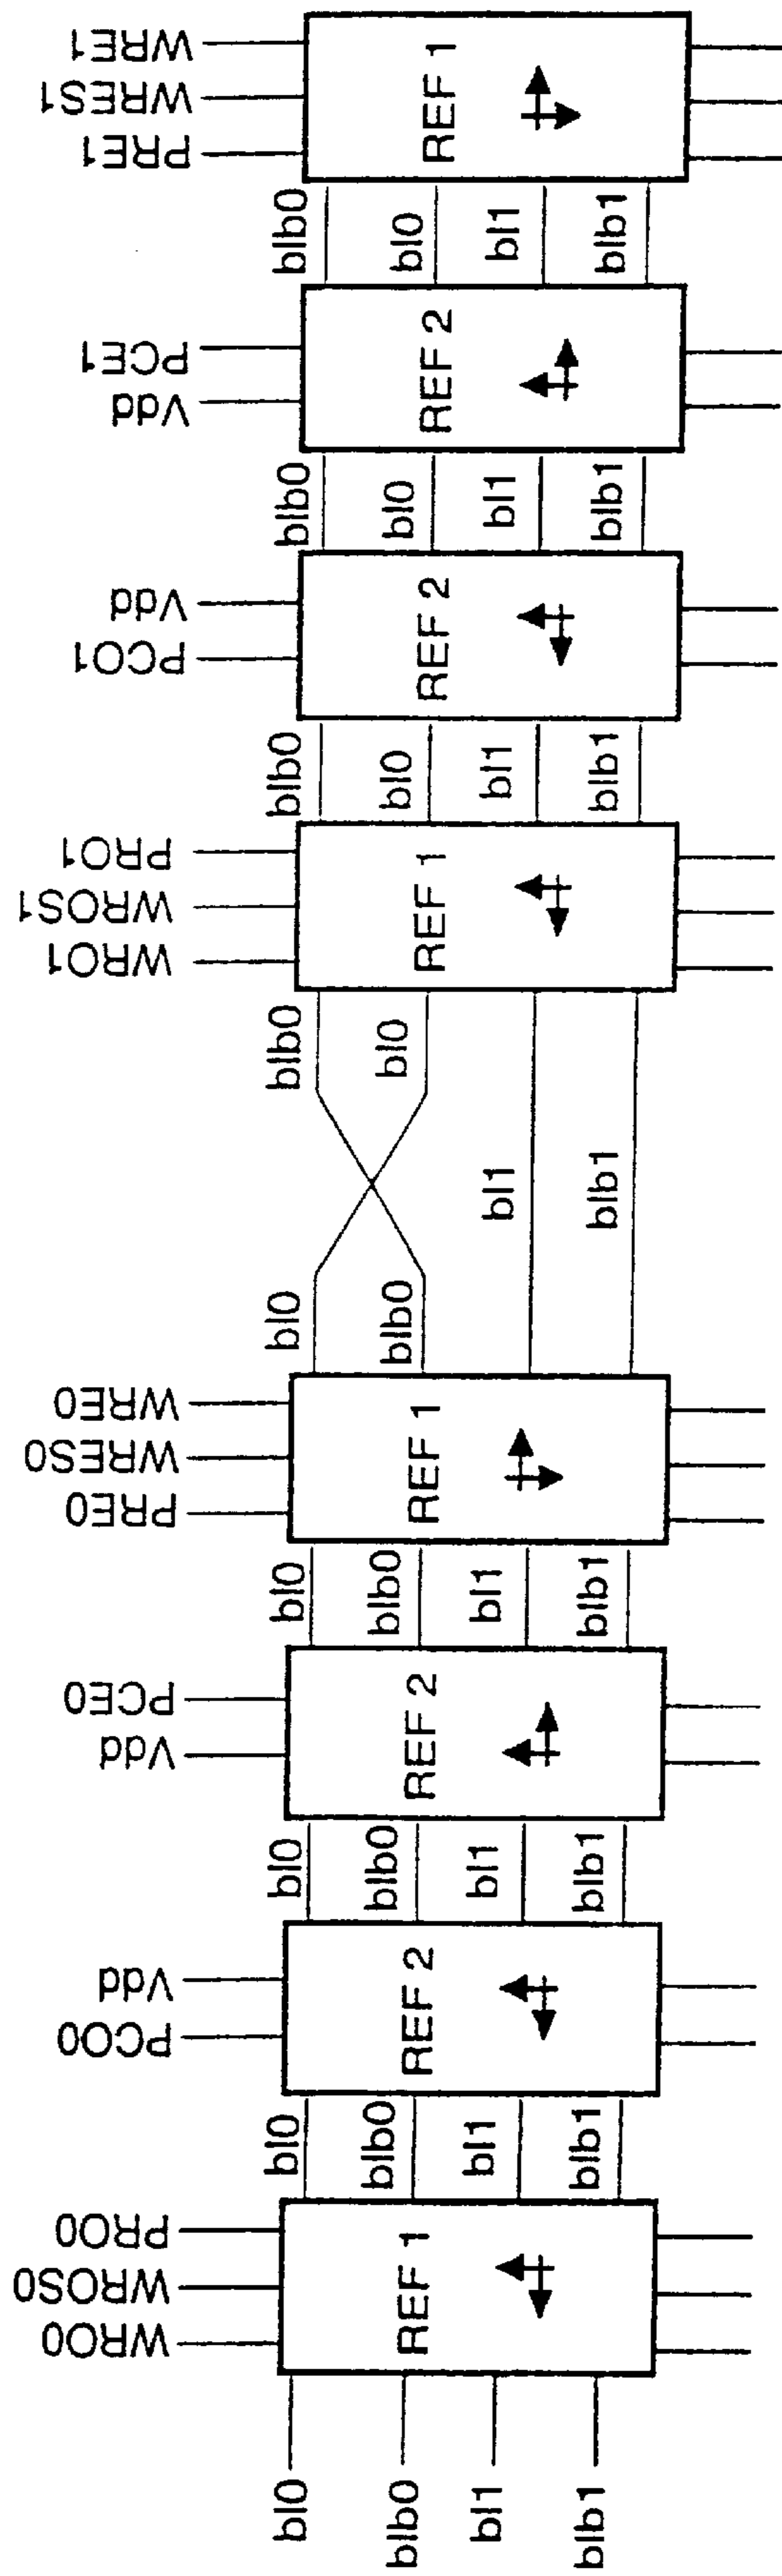 WRE1
WRES1
PRE1
REF 1
blb0
bl0
bl1
blb1
PCE1
Vdd
REF 2
blb0
bl0
bl1
blb1
Vdd
PCO1
REF 2
blb0
bl0
bl1
blb1
PRO1
WROS1
WRO1
REF 1
blb0
bl0
bl1
blb1
bl0
blb0
WRE0
WRES0
PRE0
REF 1
bl0
blb0
bl1
blb1
PCE0
Vdd
REF 2
bl0
blb0
bl1
blb1
Vdd
PCO0
REF 2
bl0
blb0
bl1
blb1
PRO0
WROS0
WRO0
REF 1
bl0
blb0
bl1
blb1